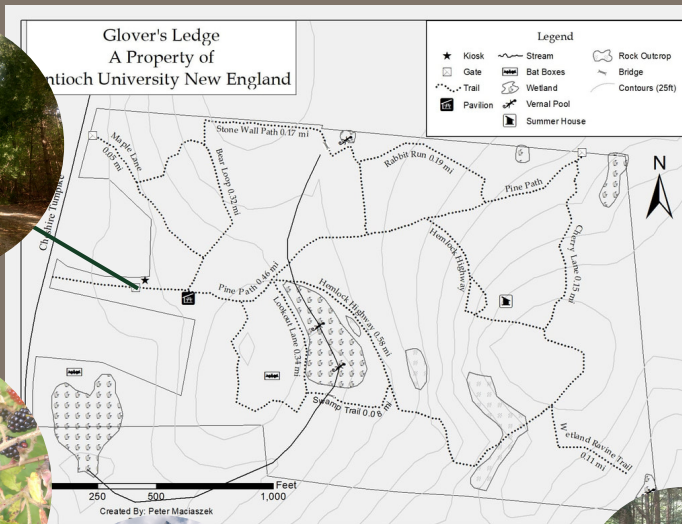 Glover's Ledge
A Property of
ntioch University New England
Legend
Kiosk
Gate
Trail
Pavilion
Stream
Bat Boxes
Wetland
Vernal Pool
Summer House
Rock Outcrop
Bridge
Contours (25ft)
N
Maple Lane
0.05 mi
Stone Wall Path 0.17 mi
Bear Loop 0.32 mi
Rabbit Run 0.19 mi
Pine Path
Hemlock Highway
Cherry Lane 0.15 mi
Pine Path 0.46 mi
Hemlock Highway 0.58 mi
Lookout Lane 0.34 mi
Swamp Trail 0.08 mi
Wetland Ravine Trail
0.11 mi
Feet
250 500 1,000
Created By: Peter Maciaszek